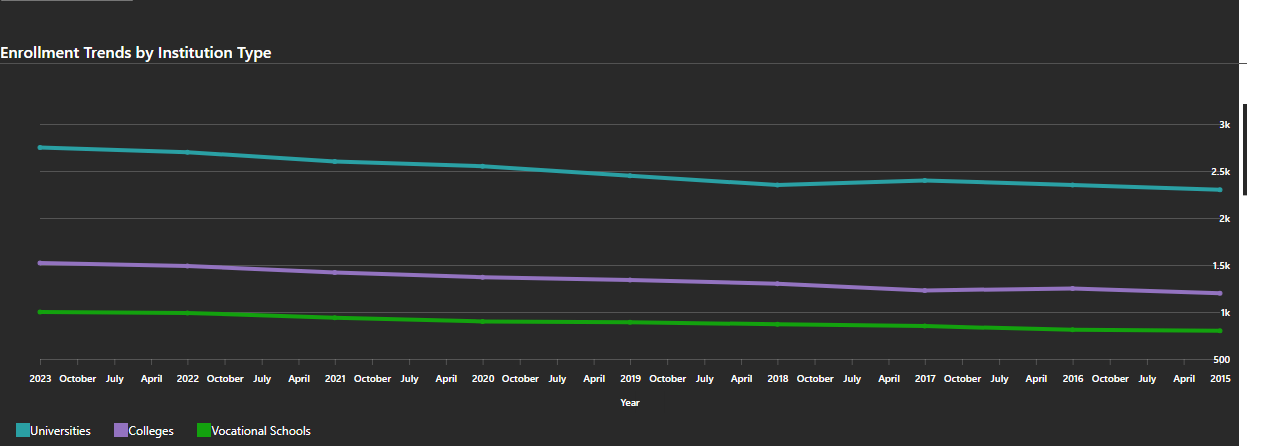 Enrollment Trends by Institution Type
3k
2.5k
2k
1.5k
1k
500
2023 October July April 2022 October July April 2021 October July April 2020 October July April 2019 October July April 2018 October July April 2017 October July April 2016 October July April 2015
Year
Universities Colleges Vocational Schools